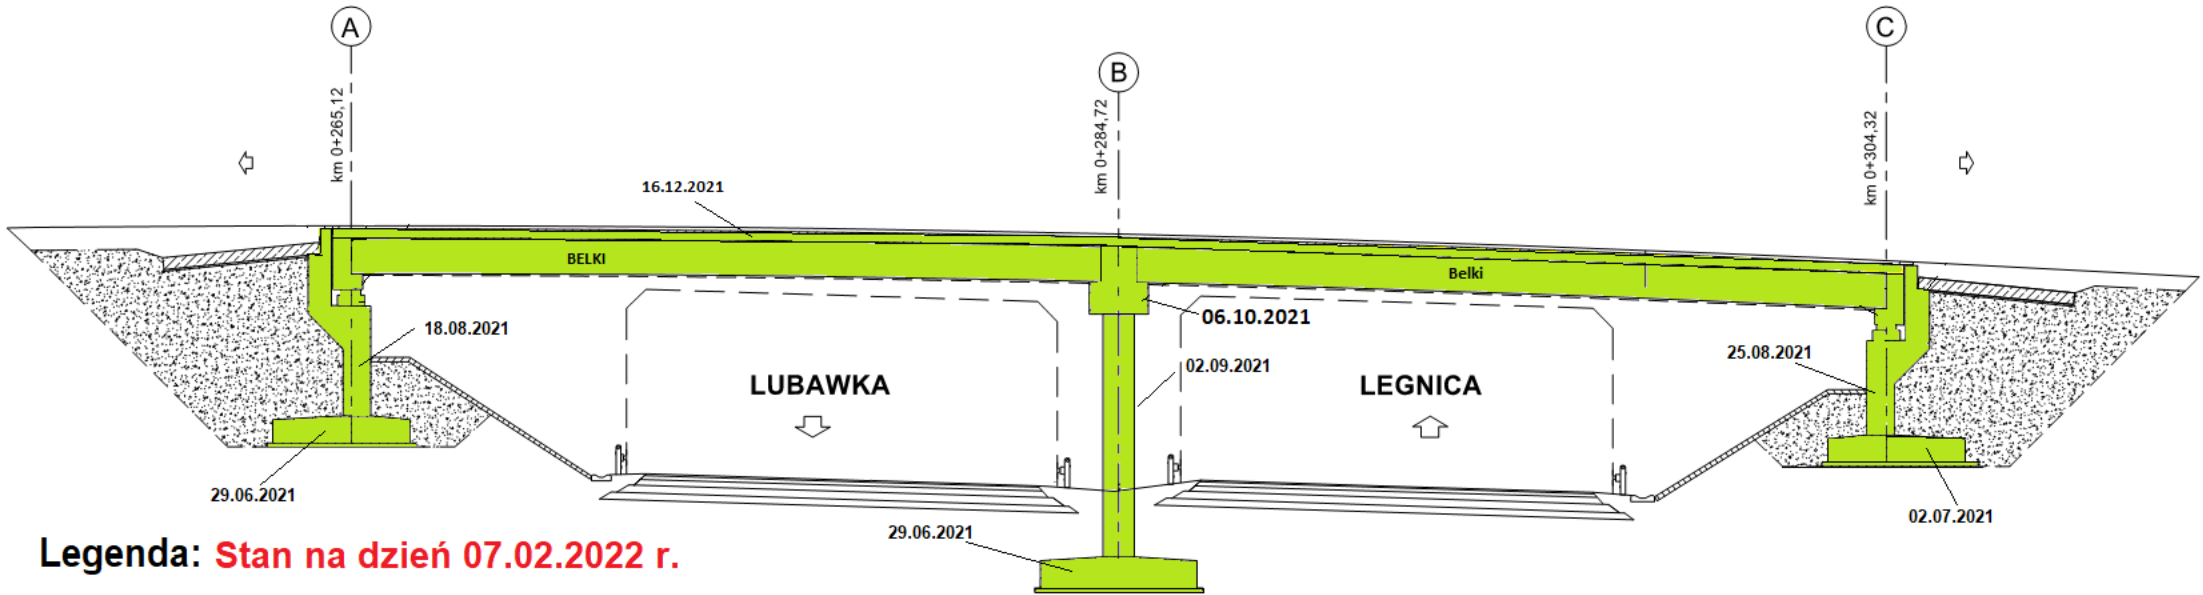 A
B
C
km 0+265,12
km 0+284,72
km 0+304,32
16.12.2021
BELKI
Belki
18.08.2021
06.10.2021
02.09.2021
25.08.2021
LUBAWKA
LEGNICA
29.06.2021
29.06.2021
02.07.2021
Legenda: Stan na dzień 07.02.2022 r.